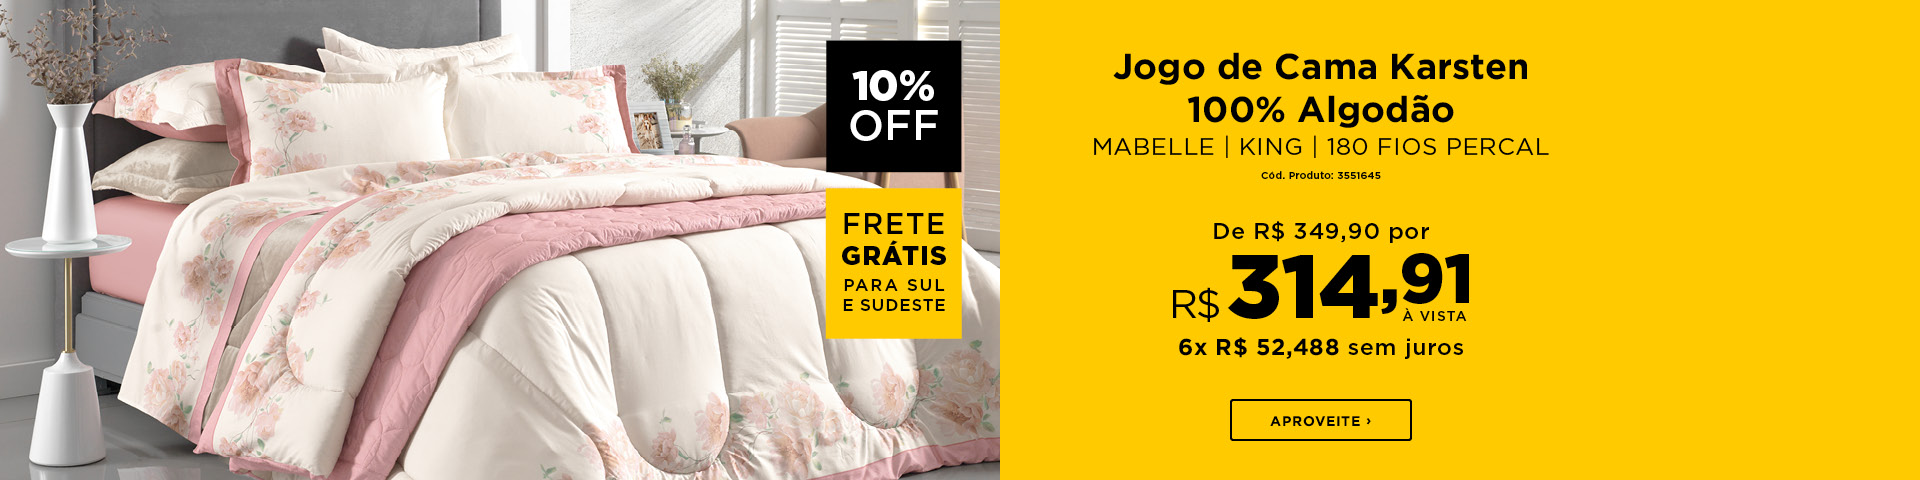 10%
OFF
FRETE
GRÁTIS
PARA SUL
E SUDESTE
Jogo de Cama Karsten
100% Algodão
MABELLE | KING | 180 FIOS PERCAL
Cód. Produto: 3551645
De R$ 349,90 por
R$ 314,91
À VISTA
6x R$ 52,488 sem juros
APROVEITE ›